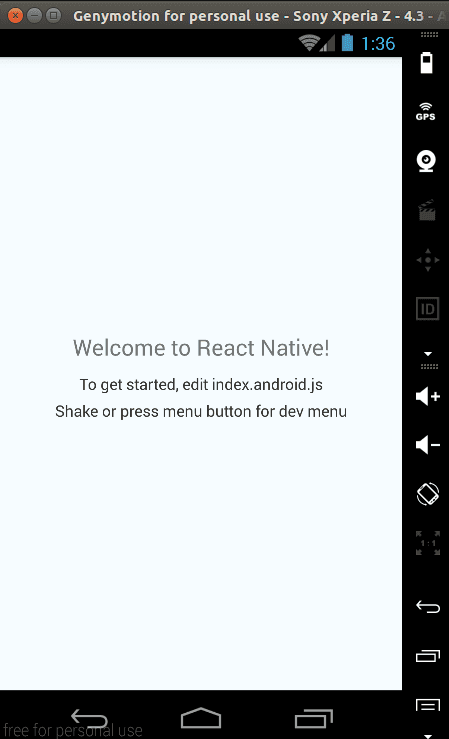 Genymotion for personal use - Sony Xperia Z - 4.3 - A
1:36
GPS
ID
Welcome to React Native!
To get started, edit index.android.js
Shake or press menu button for dev menu
1:1
free for personal use